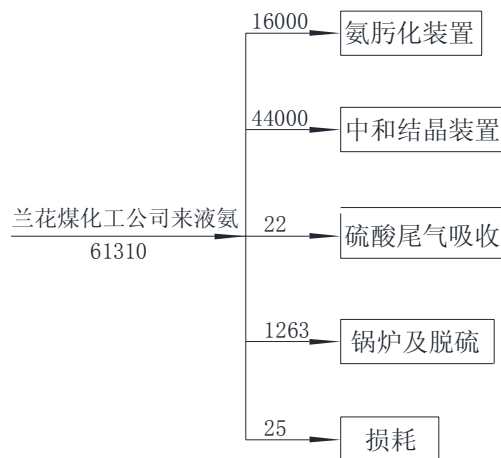 16000
氨肟化装置
44000
中和结晶装置
兰花煤化工公司来液氨
61310
22
硫酸尾气吸收
1263
锅炉及脱硫
25
损耗